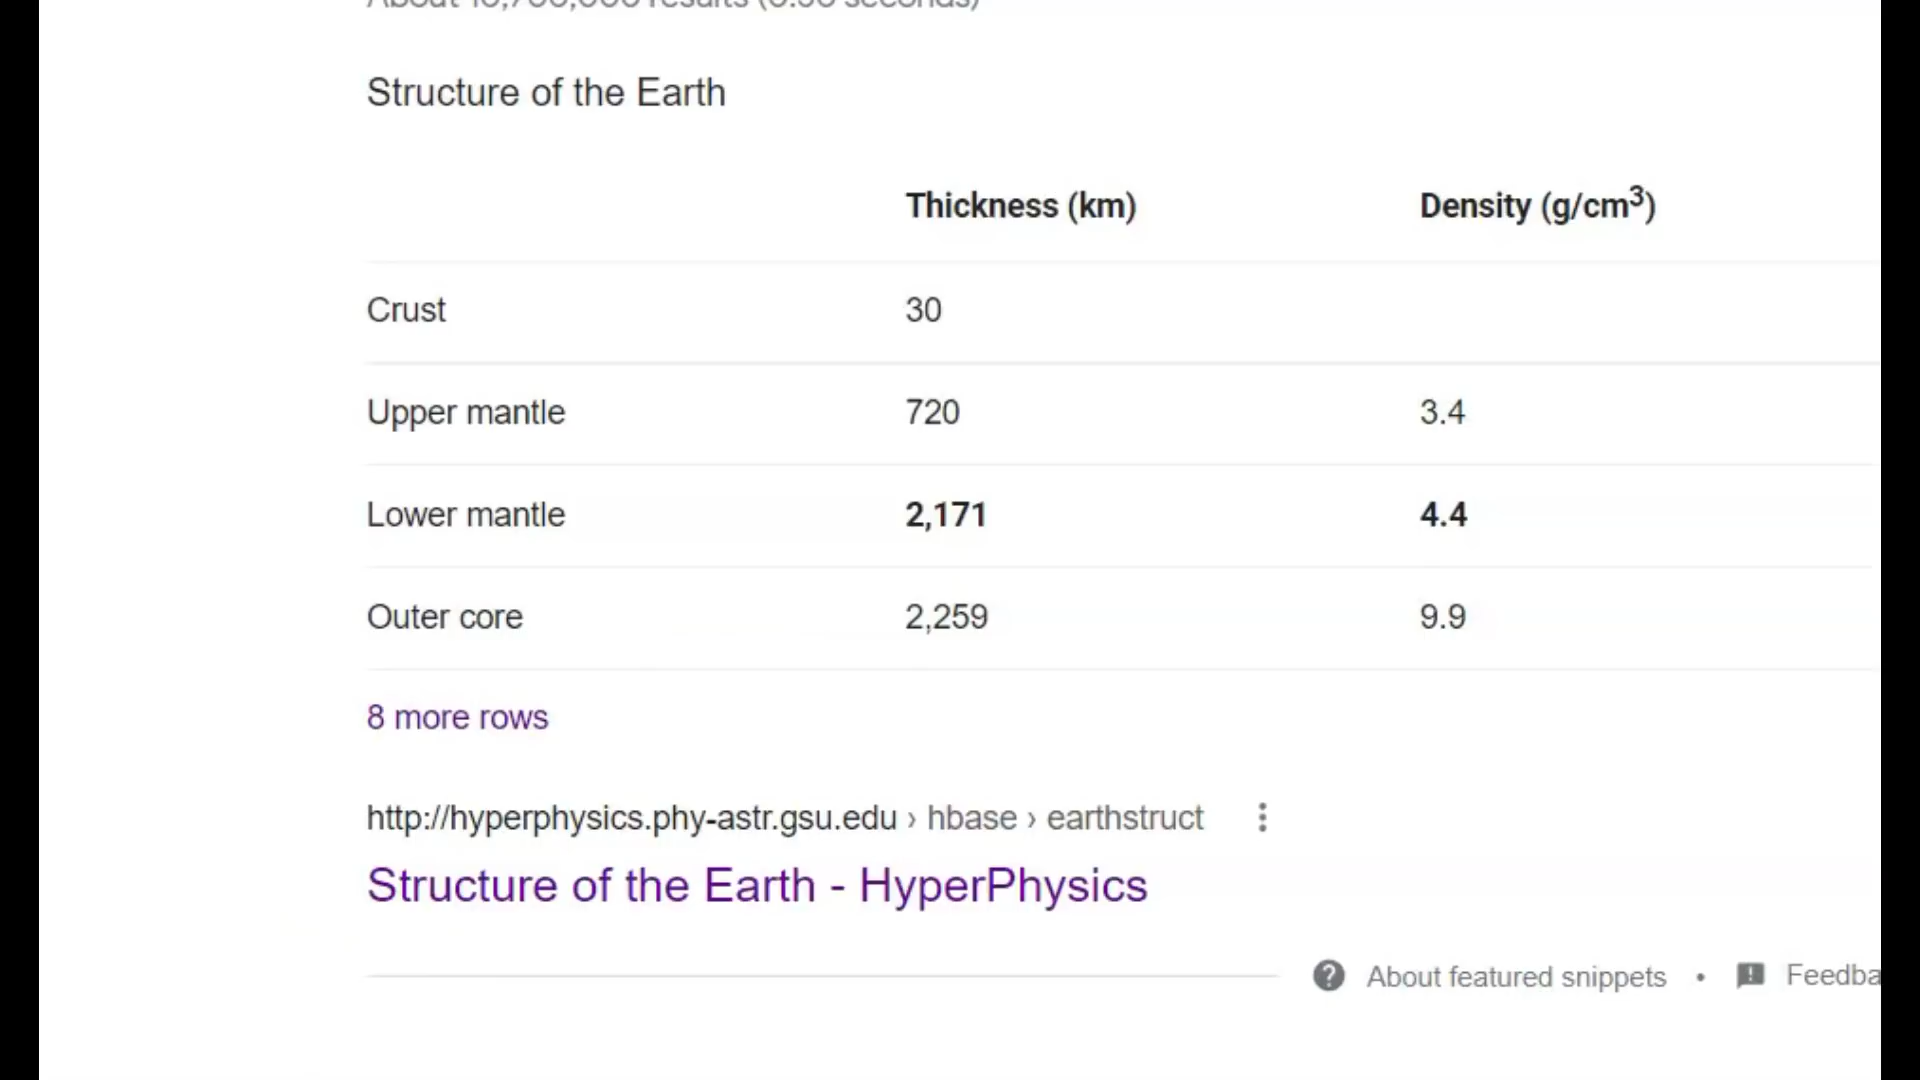 Structure of the Earth
Thickness (km) Density (g/cm³)
Crust 30
Upper mantle 720 3.4
Lower mantle 2,171 4.4
Outer core 2,259 9.9
8 more rows
http://hyperphysics.phy-astr.gsu.edu › hbase › earthstruct
Structure of the Earth - HyperPhysics
About featured snippets • Feedba